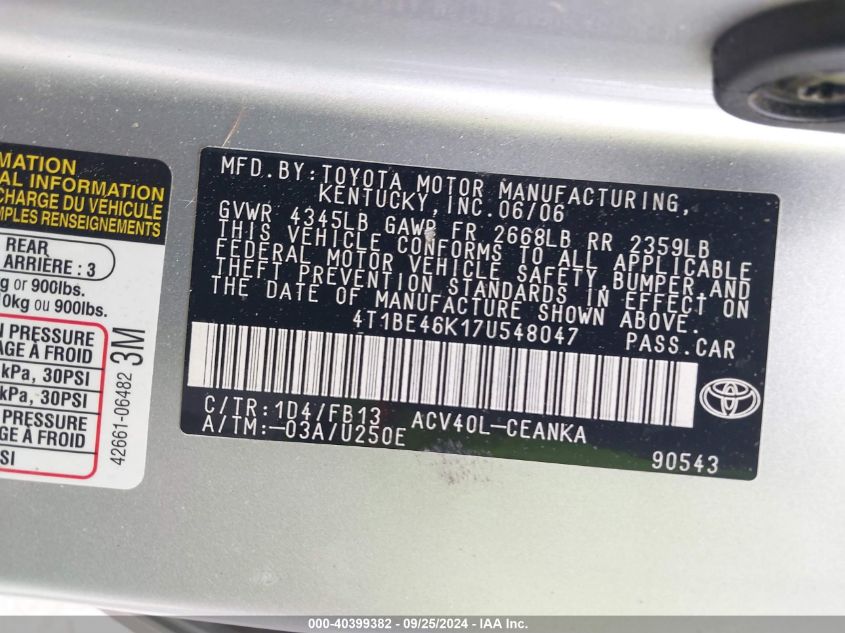 MATION
AL INFORMATION
CHARGE DU VÉHICULE
MPLES RENSEIGNEMENTS
REAR
ARRIÈRE : 3
g or 900lbs.
0kg ou 900lbs.
N PRESSURE
AGE À FROID
kPa, 30PSI
kPa, 30PSI
PRESSURE
AGE À FROID
SI
42661-06482 3M
MFD.BY:TOYOTA MOTOR MANUFACTURING,
KENTUCKY, INC.06/06
GVWR 4345LB GAWR FR 2668LB RR 2359LB
THIS VEHICLE CONFORMS TO ALL APPLICABLE
FEDERAL MOTOR VEHICLE SAFETY,BUMPER AND
THEFT PREVENTION STANDARDS IN EFFECT ON
THE DATE OF MANUFACTURE SHOWN ABOVE.
4T1BE46K17U548047 PASS.CAR
C/TR:1D4/FB13 ACV40L-CEANKA
A/TM:-03A/U250E
90543
000-40399382 - 09/25/2024 - IAA Inc.